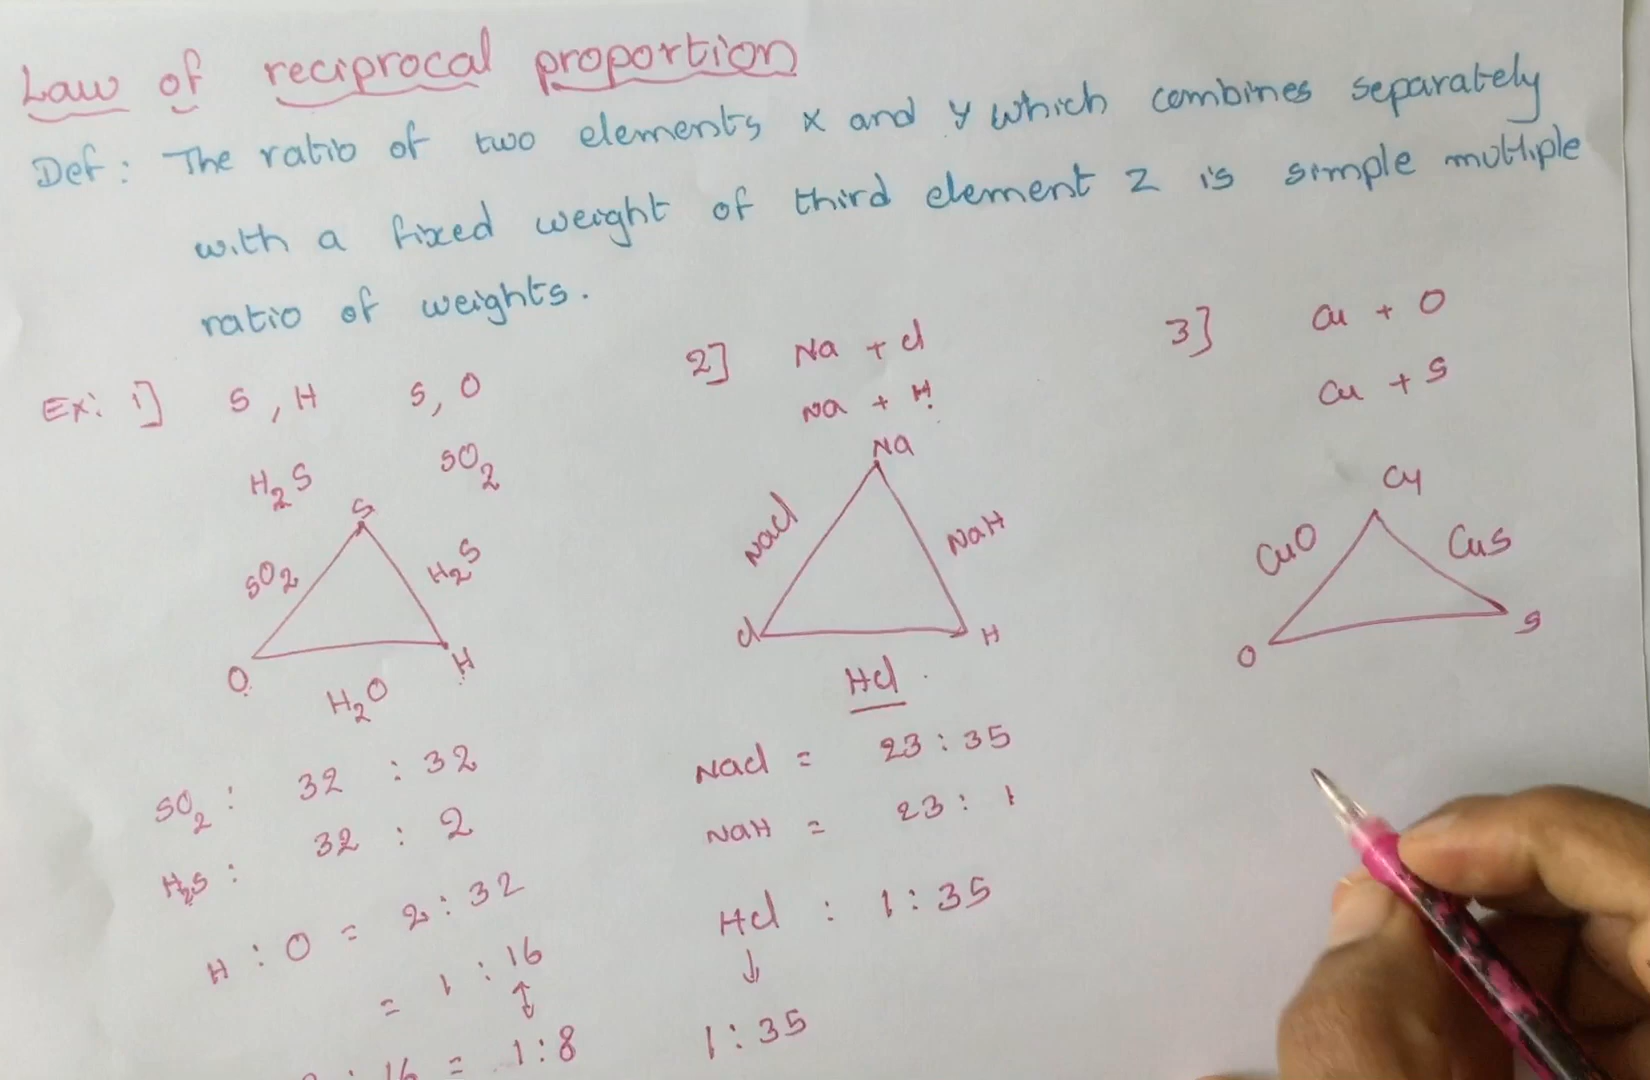 Law of reciprocal proportion
Def : The ratio of two elements x and y which combines separately
with a fixed weight of third element z is simple multiple
ratio of weights.
Ex: 1] S , H S, O
H2S SO2
S
SO2 H2S
O H
H2O
SO2 : 32 : 32
H2S : 32 : 2
H : O = 2 : 32
= 1 : 16
: 16 = 1 : 8
2] Na + Cl
Na + H
Na
NaCl NaH
Cl H
HCl
NaCl = 23 : 35
NaH = 23 : 1
HCl : 1 : 35
1 : 35
3] Cu + O
Cu + S
Cu
CuO CuS
O S